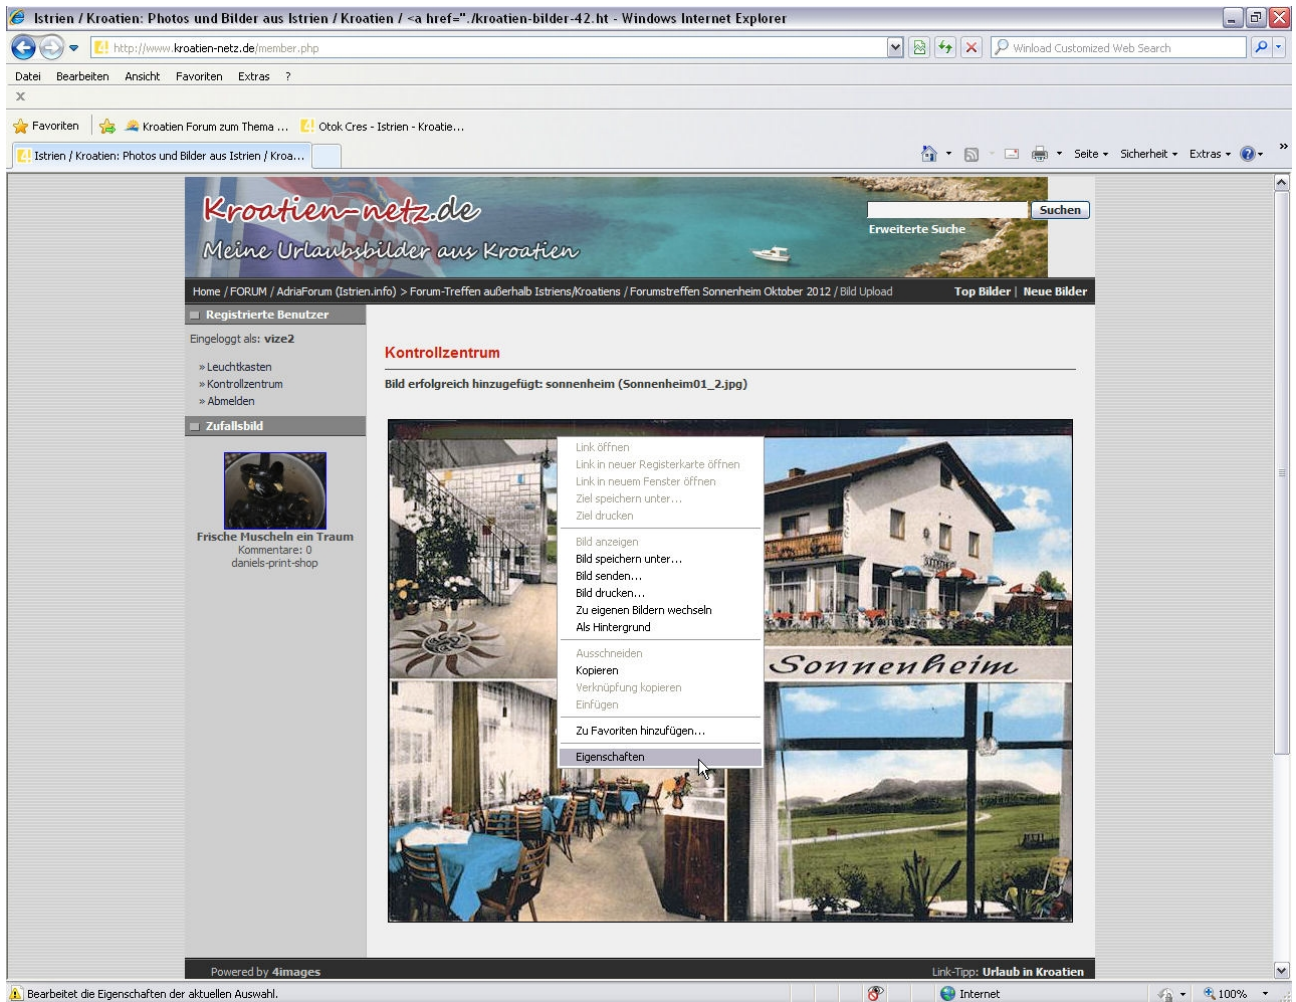 Istrien / Kroatien: Photos und Bilder aus Istrien / Kroatien / <a href="./kroatien-bilder-42.ht - Windows Internet Explorer
http://www.kroatien-netz.de/member.php
Winload Customized Web Search
Datei Bearbeiten Ansicht Favoriten Extras ?
x
Favoriten Kroatien Forum zum Thema ... Otok Cres - Istrien - Kroatie...
Istrien / Kroatien: Photos und Bilder aus Istrien / Kroa...
Seite Sicherheit Extras »
Kroatien-netz.de
Meine Urlaubsbilder aus Kroatien
Suchen
Erweiterte Suche
Home / FORUM / AdriaForum (Istrien.info) > Forum-Treffen außerhalb Istriens/Kroatiens / Forumstreffen Sonnenheim Oktober 2012 / Bild Upload
Top Bilder | Neue Bilder
Registrierte Benutzer
Eingeloggt als: vize2
» Leuchtkasten
» Kontrollzentrum
» Abmelden
Zufallsbild
Frische Muscheln ein Traum
Kommentare: 0
daniels-print-shop
Kontrollzentrum
Bild erfolgreich hinzugefügt: sonnenheim (Sonnenheim01_2.jpg)
Link öffnen
Link in neuer Registerkarte öffnen
Link in neuem Fenster öffnen
Ziel speichern unter...
Ziel drucken
Bild anzeigen
Bild speichern unter...
Bild senden...
Bild drucken...
Zu eigenen Bildern wechseln
Als Hintergrund
Ausschneiden
Kopieren
Verknüpfung kopieren
Einfügen
Zu Favoriten hinzufügen...
Eigenschaften
SONNENHEIM
Sonnenheim
Powered by 4images
Link-Tipp: Urlaub in Kroatien
Bearbeitet die Eigenschaften der aktuellen Auswahl.
Internet
100%